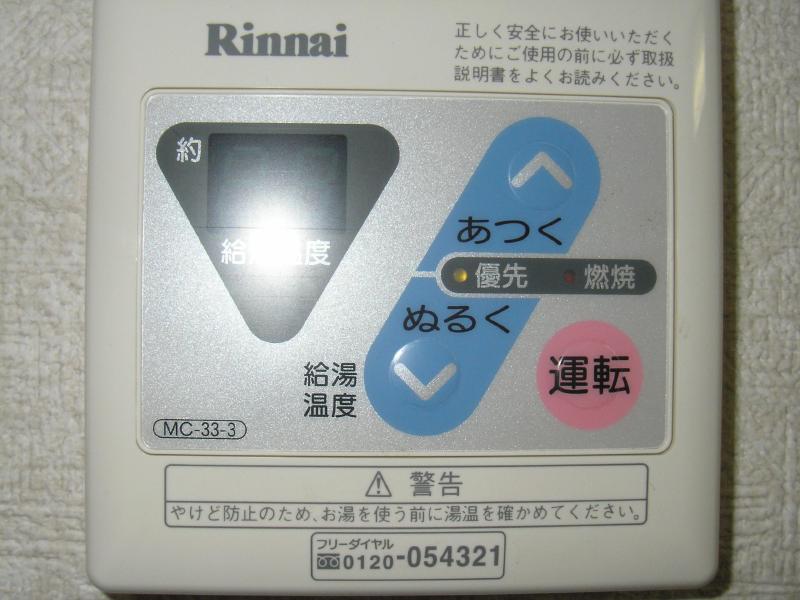 Rinnai
正しく安全にお使いいただく
ためにご使用の前に必ず取扱
説明書をよくお読みください。
約
給湯温度
あつく
優先 燃焼
ぬるく
給湯
温度
運転
MC-33-3
警告
やけど防止のため、お湯を使う前に湯温を確かめてください。
フリーダイヤル
0120-054321